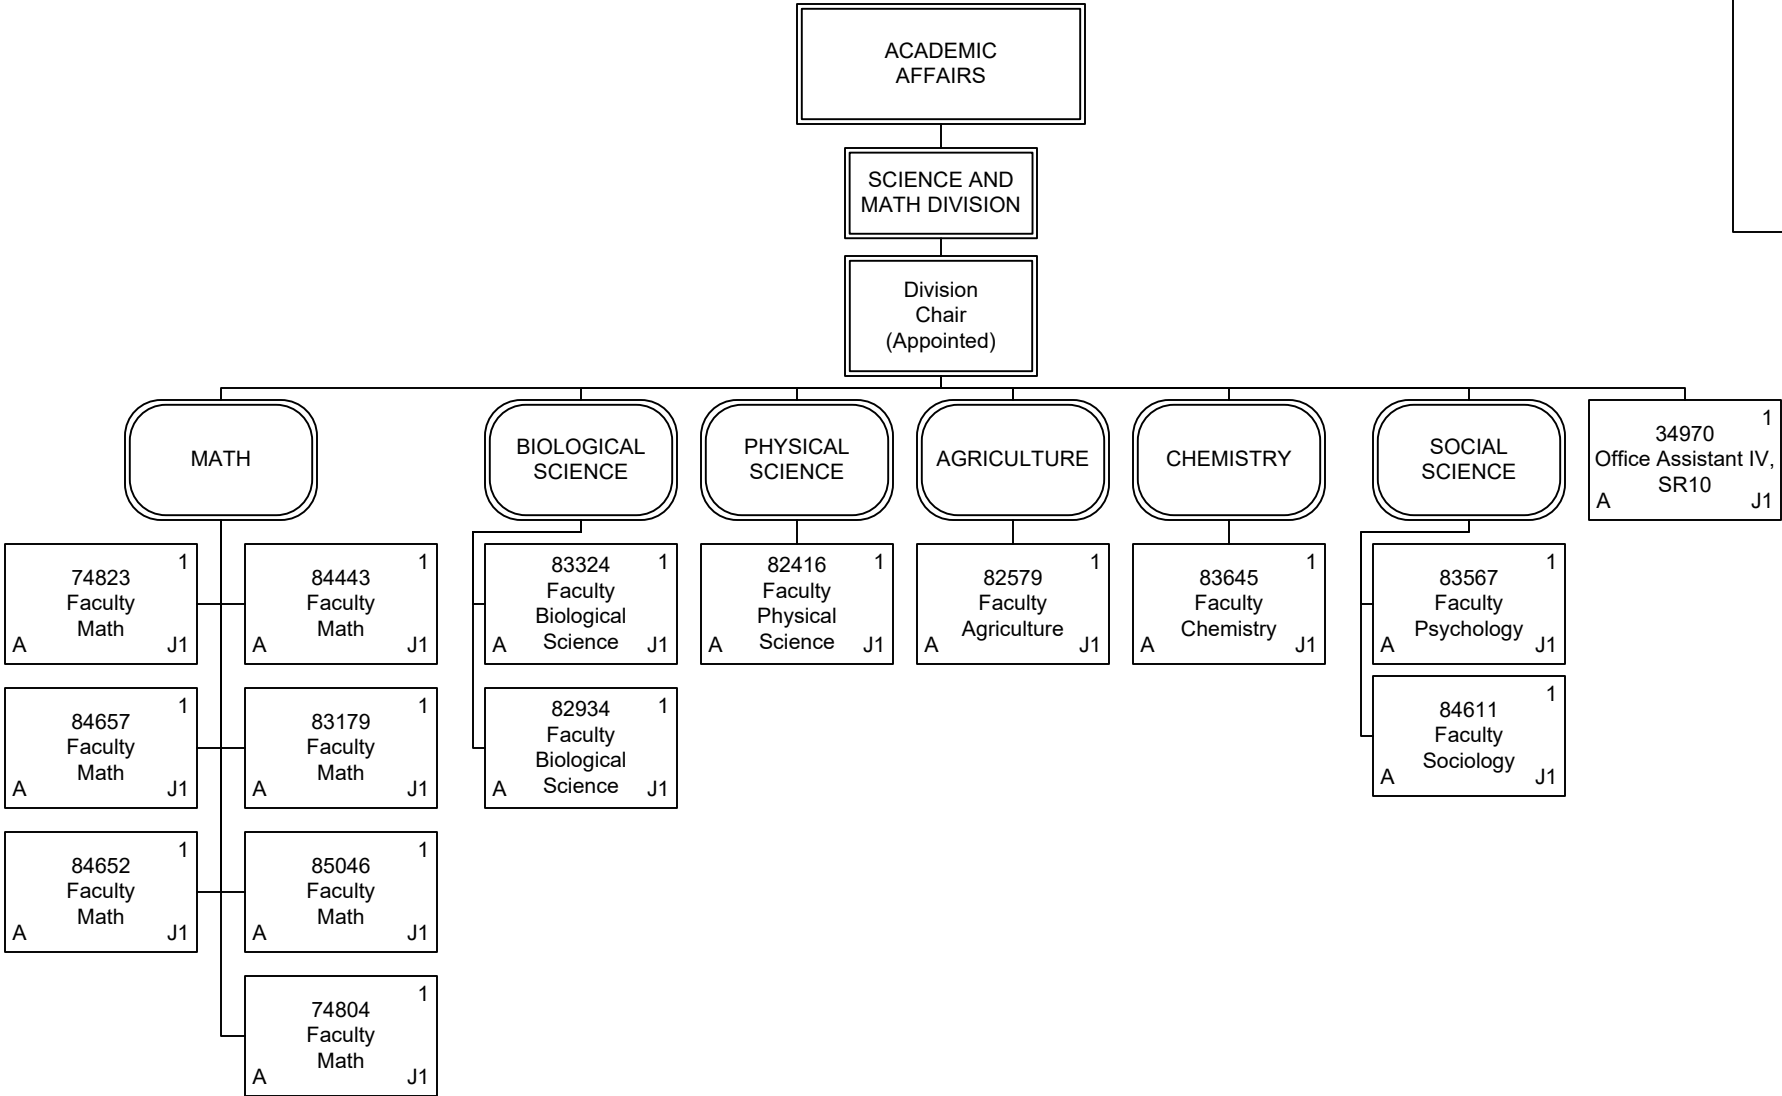 ACADEMIC
AFFAIRS
SCIENCE AND
MATH DIVISION
Division
Chair
(Appointed)
MATH
BIOLOGICAL
SCIENCE
PHYSICAL
SCIENCE
AGRICULTURE
CHEMISTRY
SOCIAL
SCIENCE
1
34970
Office Assistant IV,
SR10
A J1
1
74823
Faculty
Math
A J1
1
84443
Faculty
Math
A J1
1
84657
Faculty
Math
A J1
1
83179
Faculty
Math
A J1
1
84652
Faculty
Math
A J1
1
85046
Faculty
Math
A J1
1
74804
Faculty
Math
A J1
83324 1
Faculty
Biological
A Science J1
82934 1
Faculty
Biological
A Science J1
82416 1
Faculty
Physical
A Science J1
1
82579
Faculty
Agriculture
A J1
1
83645
Faculty
Chemistry
A J1
1
83567
Faculty
Psychology
A J1
1
84611
Faculty
Sociology
A J1